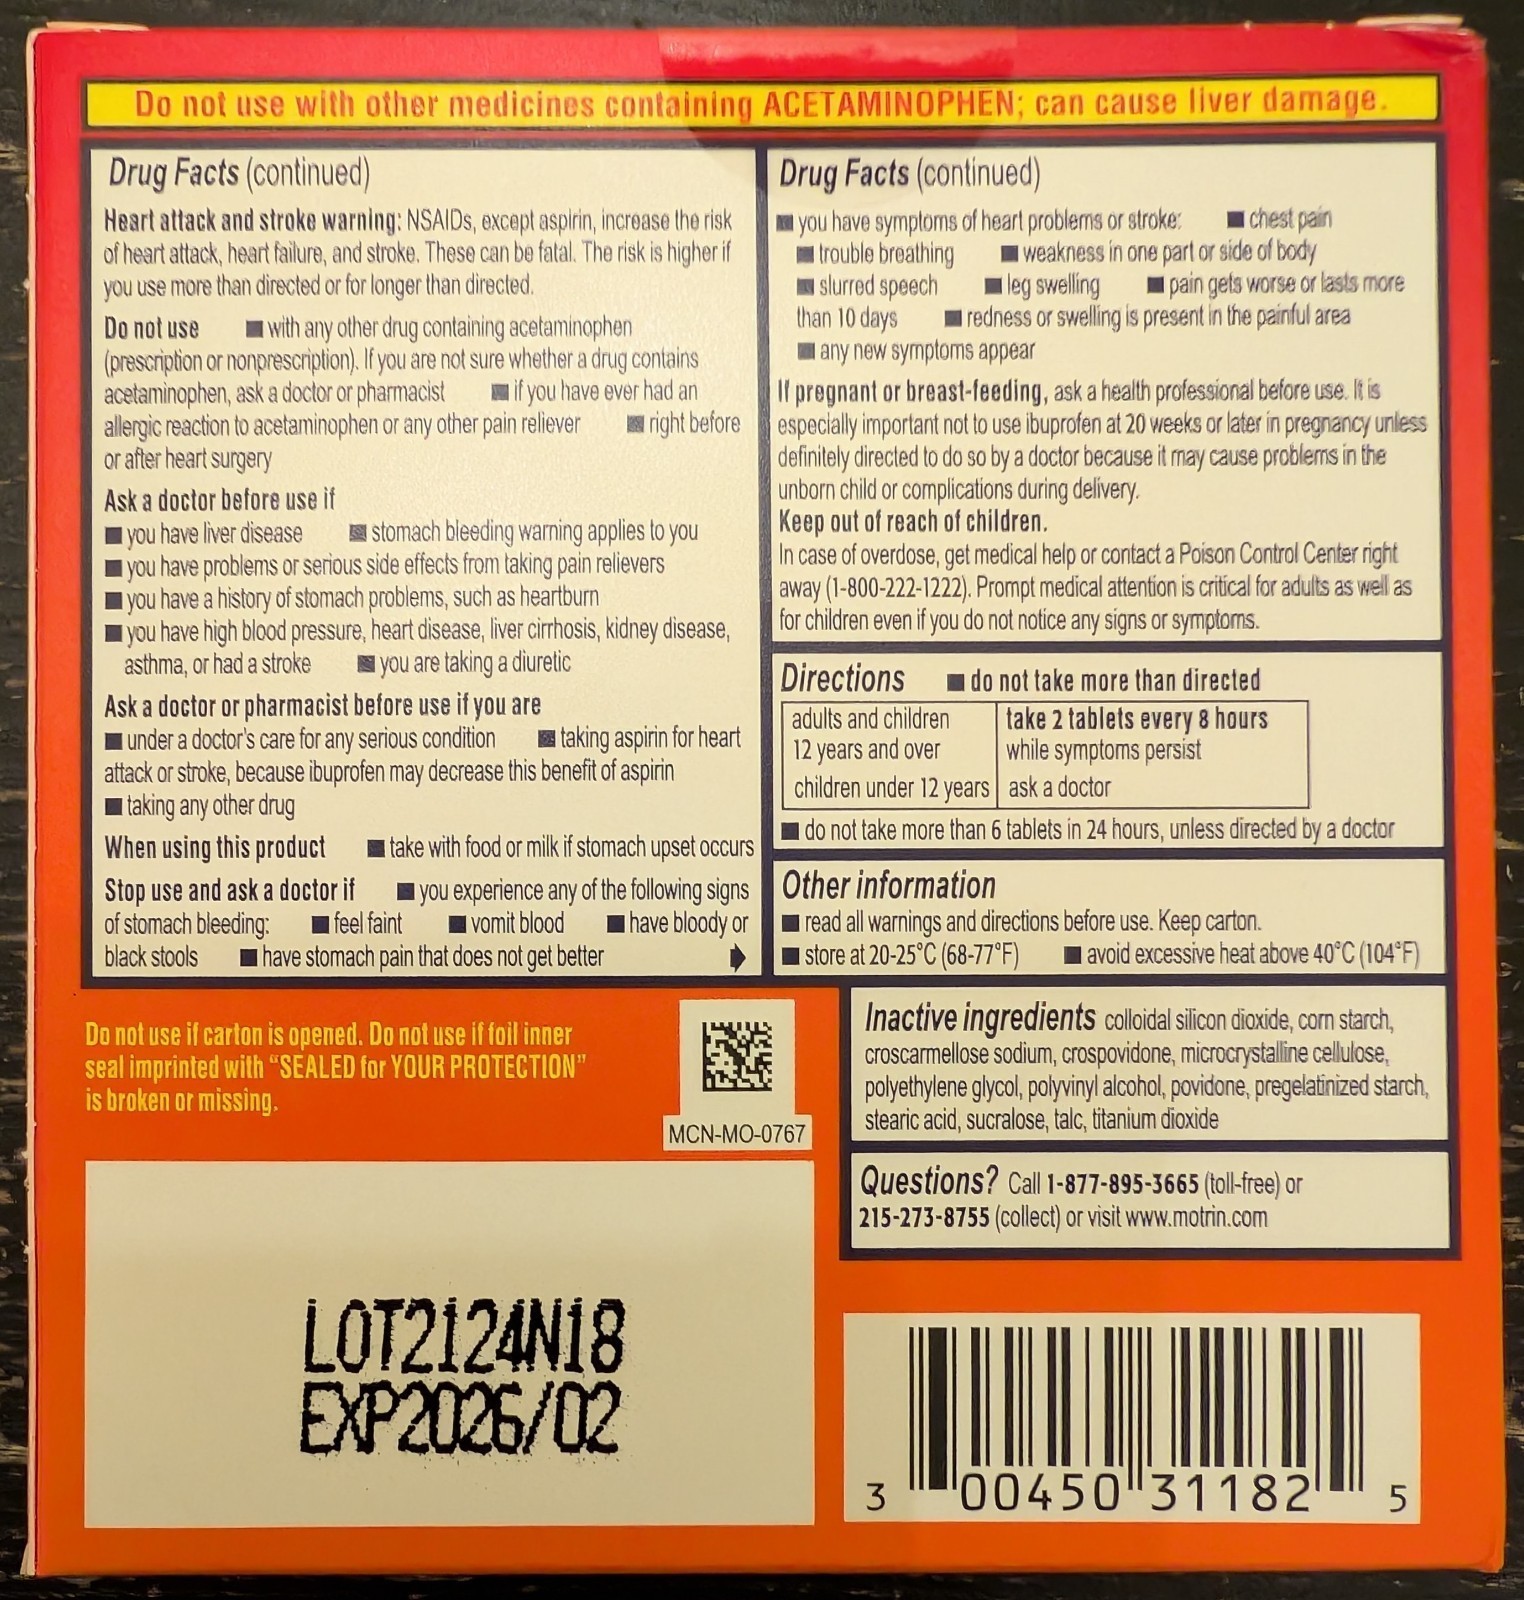 Do not use with other medicines containing ACETAMINOPHEN; can cause liver damage.
Drug Facts (continued)
Heart attack and stroke warning: NSAIDs, except aspirin, increase the risk
of heart attack, heart failure, and stroke. These can be fatal. The risk is higher if
you use more than directed or for longer than directed.
Do not use ■ with any other drug containing acetaminophen
(prescription or nonprescription). If you are not sure whether a drug contains
acetaminophen, ask a doctor or pharmacist ■ if you have ever had an
allergic reaction to acetaminophen or any other pain reliever ■ right before
or after heart surgery
Ask a doctor before use if
■ you have liver disease ■ stomach bleeding warning applies to you
■ you have problems or serious side effects from taking pain relievers
■ you have a history of stomach problems, such as heartburn
■ you have high blood pressure, heart disease, liver cirrhosis, kidney disease,
asthma, or had a stroke ■ you are taking a diuretic
Ask a doctor or pharmacist before use if you are
■ under a doctor's care for any serious condition ■ taking aspirin for heart
attack or stroke, because ibuprofen may decrease this benefit of aspirin
■ taking any other drug
When using this product ■ take with food or milk if stomach upset occurs
Stop use and ask a doctor if ■ you experience any of the following signs
of stomach bleeding: ■ feel faint ■ vomit blood ■ have bloody or
black stools ■ have stomach pain that does not get better
Drug Facts (continued)
■ you have symptoms of heart problems or stroke: ■ chest pain
■ trouble breathing ■ weakness in one part or side of body
■ slurred speech ■ leg swelling ■ pain gets worse or lasts more
than 10 days ■ redness or swelling is present in the painful area
■ any new symptoms appear
If pregnant or breast-feeding, ask a health professional before use. It is
especially important not to use ibuprofen at 20 weeks or later in pregnancy unless
definitely directed to do so by a doctor because it may cause problems in the
unborn child or complications during delivery.
Keep out of reach of children.
In case of overdose, get medical help or contact a Poison Control Center right
away (1-800-222-1222). Prompt medical attention is critical for adults as well as
for children even if you do not notice any signs or symptoms.
Directions ■ do not take more than directed
adults and children take 2 tablets every 8 hours
12 years and over while symptoms persist
children under 12 years ask a doctor
■ do not take more than 6 tablets in 24 hours, unless directed by a doctor
Other information
■ read all warnings and directions before use. Keep carton.
■ store at 20-25°C (68-77°F) ■ avoid excessive heat above 40°C (104°F)
Inactive ingredients colloidal silicon dioxide, corn starch,
croscarmellose sodium, crospovidone, microcrystalline cellulose,
polyethylene glycol, polyvinyl alcohol, povidone, pregelatinized starch,
stearic acid, sucralose, talc, titanium dioxide
Questions? Call 1-877-895-3665 (toll-free) or
215-273-8755 (collect) or visit www.motrin.com
Do not use if carton is opened. Do not use if foil inner
seal imprinted with “SEALED for YOUR PROTECTION”
is broken or missing.
MCN-MO-0767
LOT2124N18
EXP2026/02
3 00450 31182 5